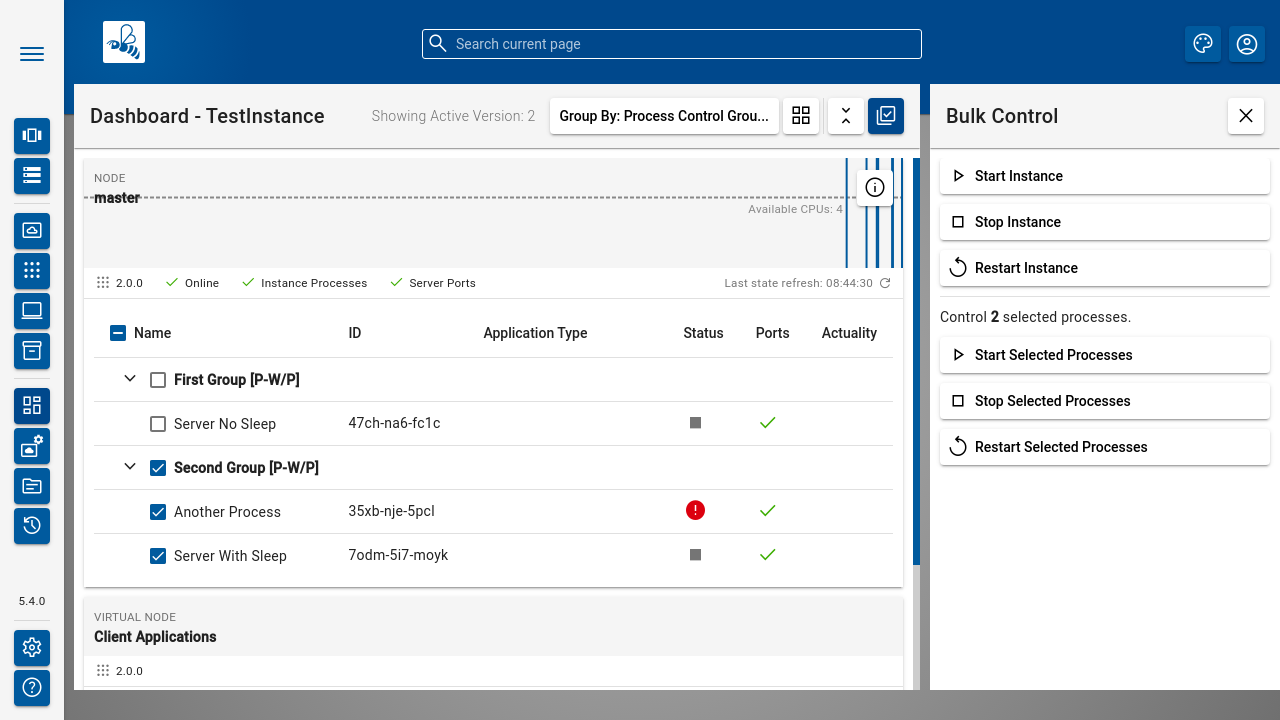 Search current page
Dashboard - TestInstance
Showing Active Version: 2
Group By: Process Control Grou...
Bulk Control
NODE
master
Available CPUs: 4
2.0.0
Online
Instance Processes
Server Ports
Last state refresh: 08:44:30
Name ID Application Type Status Ports Actuality
First Group [P-W/P]
Server No Sleep 47ch-na6-fc1c
Second Group [P-W/P]
Another Process 35xb-nje-5pcl
Server With Sleep 7odm-5i7-moyk
VIRTUAL NODE
Client Applications
2.0.0
Start Instance
Stop Instance
Restart Instance
Control 2 selected processes.
Start Selected Processes
Stop Selected Processes
Restart Selected Processes
5.4.0